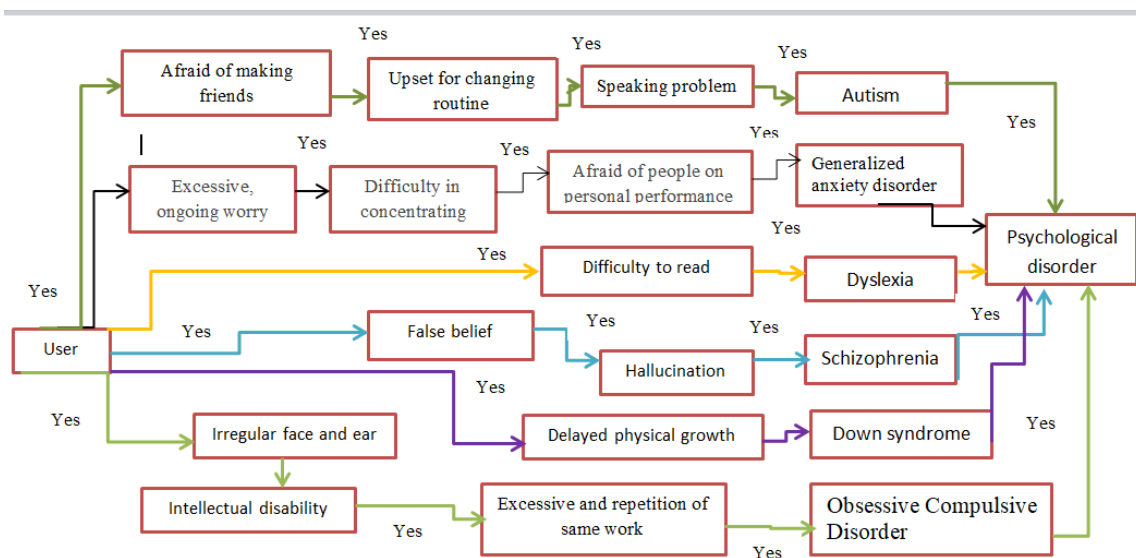 Yes
Yes
Yes
Afraid of making
friends
Upset for changing
routine
Speaking problem
Autism
Yes
Yes
Yes
Yes
Excessive,
ongoing worry
Difficulty in
concentrating
Afraid of people on
personal performance
Generalized
anxiety disorder
Psychological
disorder
Yes
Yes
Yes
Difficulty to read
Dyslexia
User
Yes
False belief
Yes
Yes
Yes
Hallucination
Schizophrenia
Yes
Yes
Yes
Irregular face and ear
Delayed physical growth
Down syndrome
Intellectual disability
Yes
Excessive and repetition of
same work
Yes
Obsessive Compulsive
Disorder